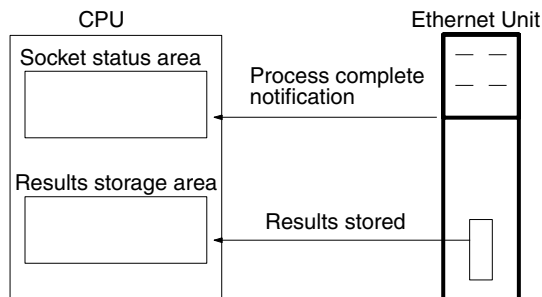 CPU
Ethernet Unit
Socket status area
Process complete
notification
Results storage area
Results stored